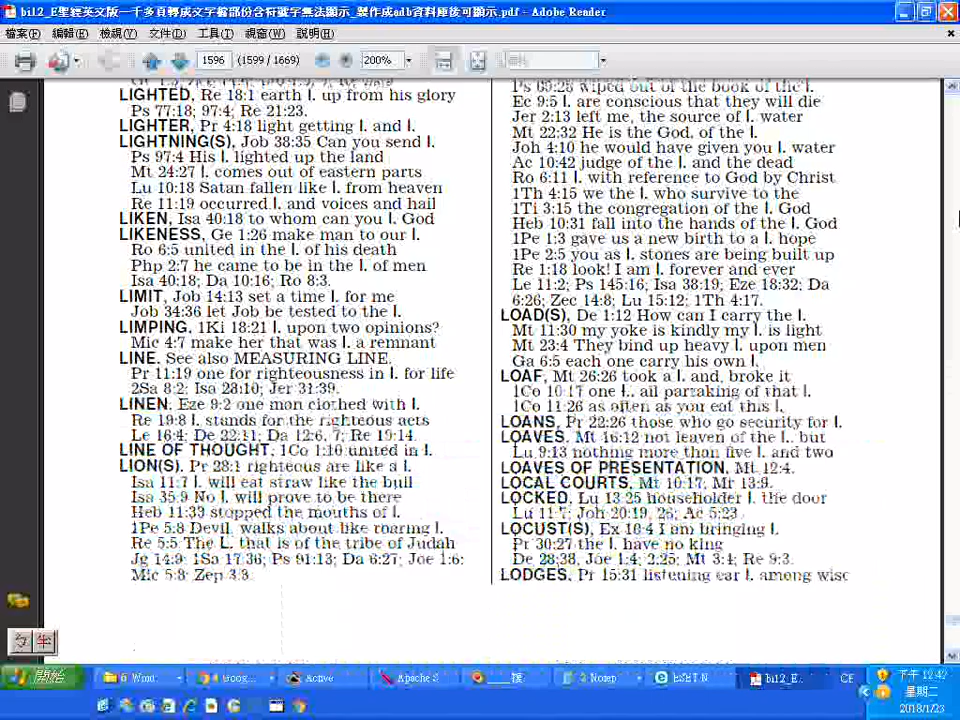 bi12_E聖經英文版一千多頁轉成文字檔部份含符號字無法顯示_製作成adb資料庫後可顯示.pdf - Adobe Reader
檔案(F) 編輯(E) 檢視(V) 文件(D) 工具(T) 視窗(W) 說明(H)
1596 (1599 / 1669) 200%
LIGHTED, Re 18:1 earth l. up from his glory
Ps 77:18; 97:4; Re 21:23.
LIGHTER, Pr 4:18 light getting l. and l.
LIGHTNING(S), Job 38:35 Can you send l.
Ps 97:4 His l. lighted up the land
Mt 24:27 l. comes out of eastern parts
Lu 10:18 Satan fallen like l. from heaven
Re 11:19 occurred l. and voices and hail
LIKEN, Isa 40:18 to whom can you l. God
LIKENESS, Ge 1:26 make man to our l.
Ro 6:5 united in the l. of his death
Php 2:7 he came to be in the l. of men
Isa 40:18; Da 10:16; Ro 8:3.
LIMIT, Job 14:13 set a time l. for me
Job 34:36 let Job be tested to the l.
LIMPING, 1Ki 18:21 l. upon two opinions?
Mic 4:7 make her that was l. a remnant
LINE. See also MEASURING LINE.
Pr 11:19 one for righteousness in l. for life
2Sa 8:2; Isa 28:10; Jer 31:39.
LINEN, Eze 9:2 one man clothed with l.
Re 19:8 l. stands for the righteous acts
Le 16:4; De 22:11; Da 12:6, 7; Re 19:14.
LINE OF THOUGHT, 1Co 1:10 united in l.
LION(S), Pr 28:1 righteous are like a l.
Isa 11:7 l. will eat straw like the bull
Isa 35:9 No l. will prove to be there
Heb 11:33 stopped the mouths of l.
1Pe 5:8 Devil, walks about like roaring l.
Re 5:5 The L. that is of the tribe of Judah
Jg 14:9; 1Sa 17:36; Ps 91:13; Da 6:27; Joe 1:6;
Mic 5:8; Zep 3:3.
Ps 69:28 wiped out of the book of the l.
Ec 9:5 l. are conscious that they will die
Jer 2:13 left me, the source of l. water
Mt 22:32 He is the God, of the l.
Joh 4:10 he would have given you l. water
Ac 10:42 judge of the l. and the dead
Ro 6:11 l. with reference to God by Christ
1Th 4:15 we the l. who survive to the
1Ti 3:15 the congregation of the l. God
Heb 10:31 fall into the hands of the l. God
1Pe 1:3 gave us a new birth to a l. hope
1Pe 2:5 you as l. stones are being built up
Re 1:18 look! I am l. forever and ever
Le 11:2; Ps 145:16; Isa 38:19; Eze 18:32; Da
6:26; Zec 14:8; Lu 15:12; 1Th 4:17.
LOAD(S), De 1:12 How can I carry the l.
Mt 11:30 my yoke is kindly my l. is light
Mt 23:4 They bind up heavy l. upon men
Ga 6:5 each one carry his own l.
LOAF, Mt 26:26 took a l. and, broke it
1Co 10:17 one l., all partaking of that l.
1Co 11:26 as often as you eat this l.
LOANS, Pr 22:26 those who go security for l.
LOAVES, Mt 16:12 not leaven of the l., but
Lu 9:13 nothing more than five l. and two
LOAVES OF PRESENTATION, Mt 12:4.
LOCAL COURTS, Mt 10:17; Mr 13:9.
LOCKED, Lu 13:25 householder l. the door
Lu 11:7; Joh 20:19, 26; Ac 5:23
LOCUST(S), Ex 10:4 I am bringing l.
Pr 30:27 the l. have no king
De 28:38; Joe 1:4; 2:25; Mt 3:4; Re 9:3.
LODGES, Pr 15:31 listening ear l. among wise
ㄅ 半
開始 6 Wind 4 Goog... Active Apache S 2 Notep bi12_E... CE
下午 12:42
星期二
2018/1/23